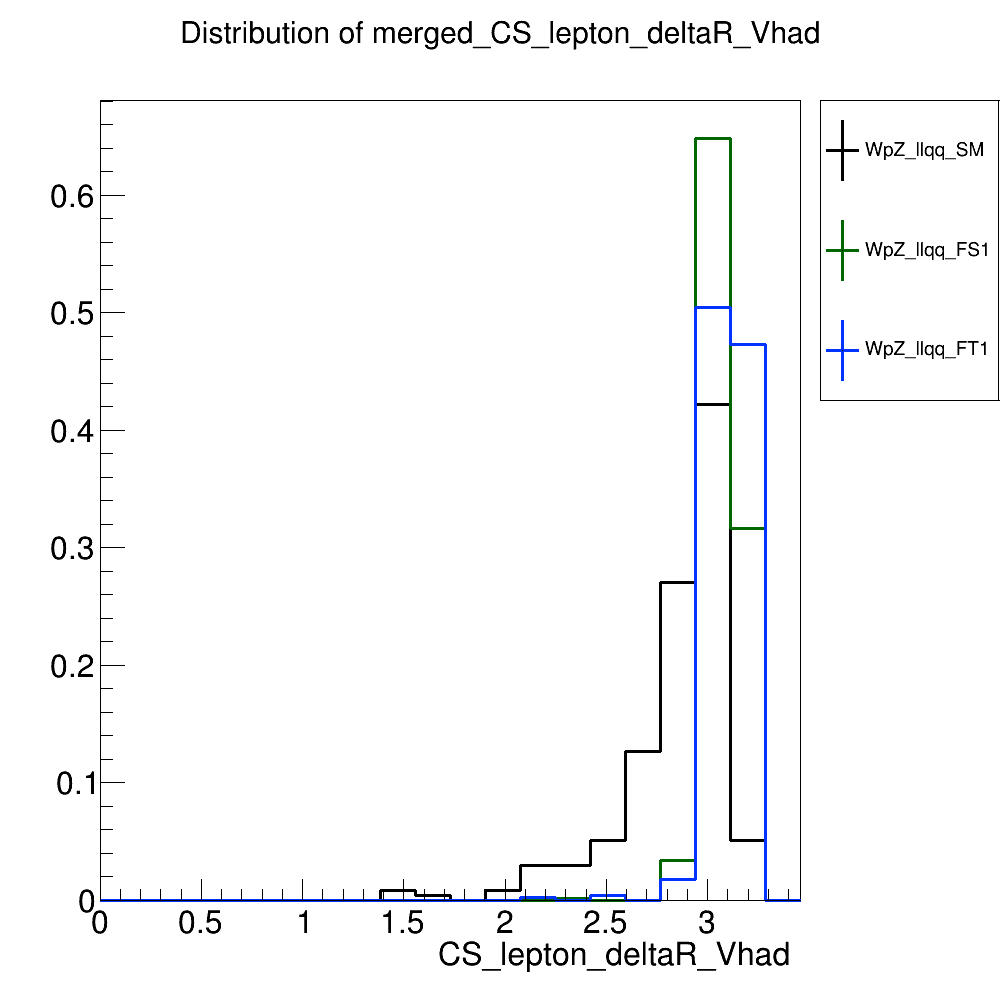 Distribution of merged_CS_lepton_deltaR_Vhad
WpZ_llqq_SM
WpZ_llqq_FS1
WpZ_llqq_FT1
0.6
0.5
0.4
0.3
0.2
0.1
0
0 0.5 1 1.5 2 2.5 3
CS_lepton_deltaR_Vhad